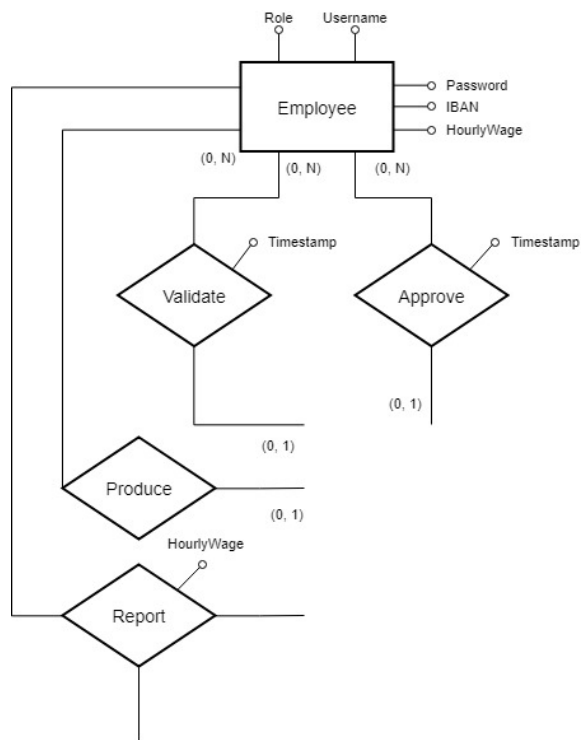 Role
Username
Employee
Password
IBAN
HourlyWage
(0, N)
(0, N)
(0, N)
Timestamp
Timestamp
Validate
Approve
(0, 1)
(0, 1)
Produce
(0, 1)
HourlyWage
Report